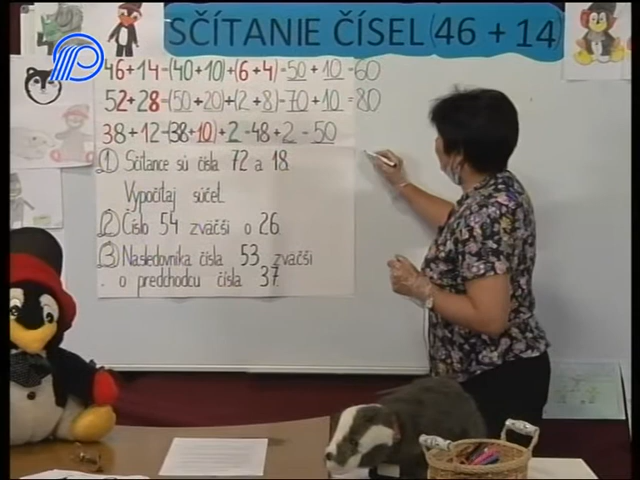 SČÍTANIE ČÍSEL (46 + 14)
46+14=(40+10)+(6+4)=50+10=60
52+28=(50+20)+(2+8)=70+10=80
38+12=(38+10)+2=48+2=50
① Sčítance sú čísla 72 a 18.
Vypočítaj súčet.
② Číslo 54 zväčši o 26.
③ Nasledovníka čísla 53 zväčši
o predchodcu čísla 37.